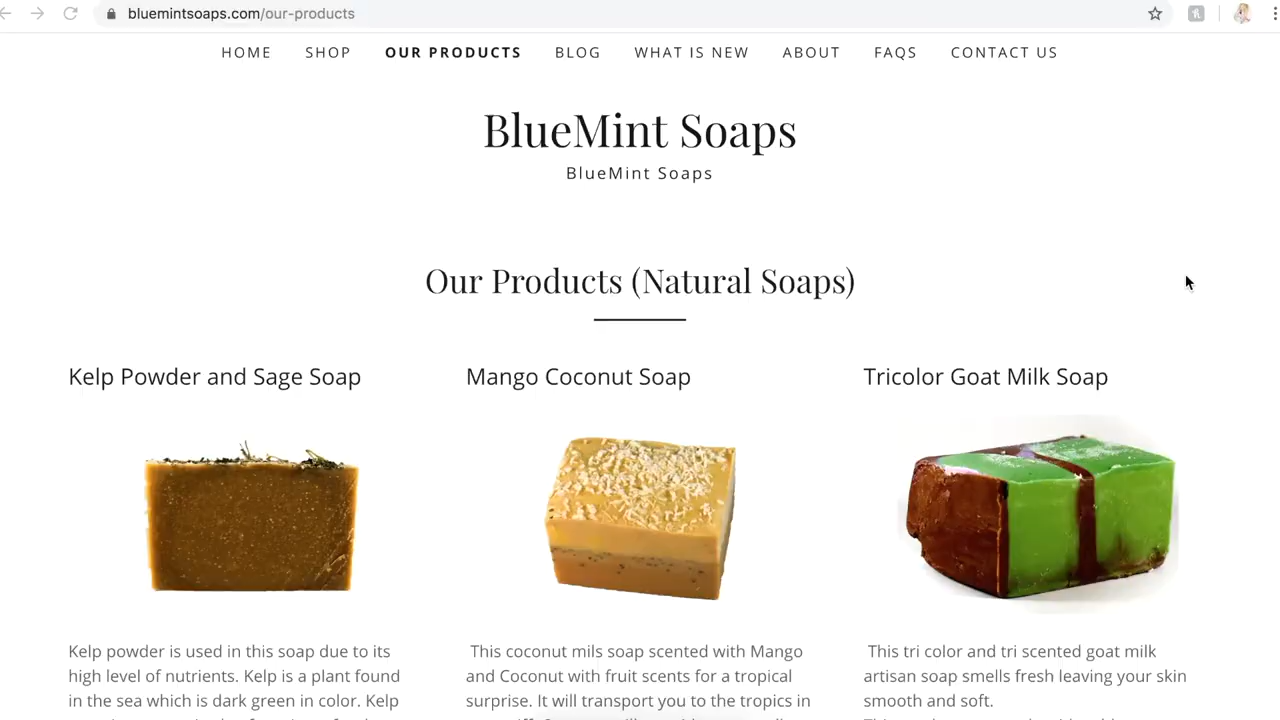 bluemintsoaps.com/our-products
HOME SHOP OUR PRODUCTS BLOG WHAT IS NEW ABOUT FAQS CONTACT US
BlueMint Soaps
BlueMint Soaps
Our Products (Natural Soaps)
Kelp Powder and Sage Soap
Mango Coconut Soap
Tricolor Goat Milk Soap
Kelp powder is used in this soap due to its
high level of nutrients. Kelp is a plant found
in the sea which is dark green in color. Kelp
This coconut mils soap scented with Mango
and Coconut with fruit scents for a tropical
surprise. It will transport you to the tropics in
This tri color and tri scented goat milk
artisan soap smells fresh leaving your skin
smooth and soft.